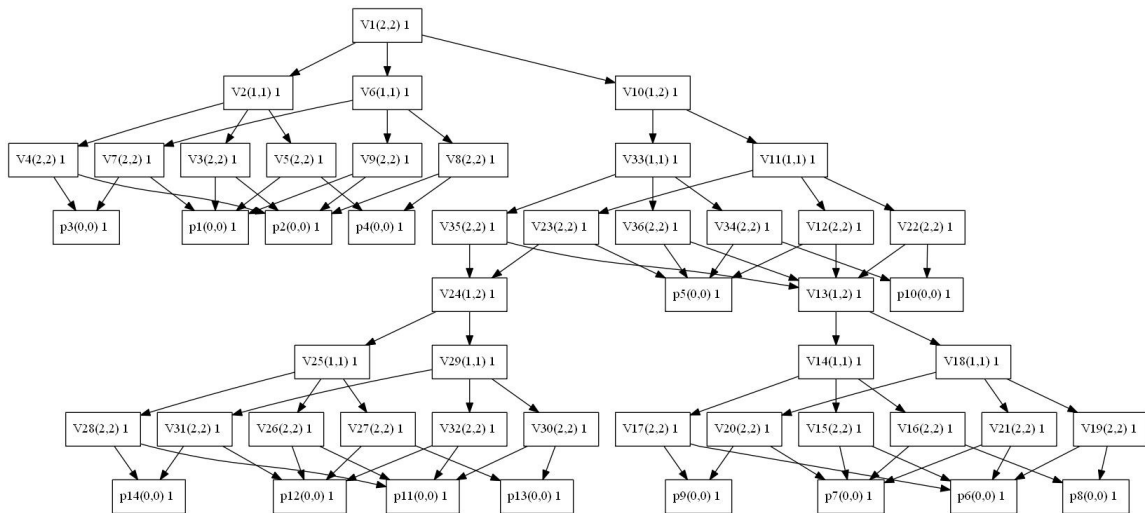 V1(2,2) 1
V2(1,1) 1
V6(1,1) 1
V10(1,2) 1
V4(2,2) 1
V7(2,2) 1
V3(2,2) 1
V5(2,2) 1
V9(2,2) 1
V8(2,2) 1
V33(1,1) 1
V11(1,1) 1
p3(0,0) 1
p1(0,0) 1
p2(0,0) 1
p4(0,0) 1
V35(2,2) 1
V23(2,2) 1
V36(2,2) 1
V34(2,2) 1
V12(2,2) 1
V22(2,2) 1
V24(1,2) 1
p5(0,0) 1
V13(1,2) 1
p10(0,0) 1
V25(1,1) 1
V29(1,1) 1
V14(1,1) 1
V18(1,1) 1
V28(2,2) 1
V31(2,2) 1
V26(2,2) 1
V27(2,2) 1
V32(2,2) 1
V30(2,2) 1
V17(2,2) 1
V20(2,2) 1
V15(2,2) 1
V16(2,2) 1
V21(2,2) 1
V19(2,2) 1
p14(0,0) 1
p12(0,0) 1
p11(0,0) 1
p13(0,0) 1
p9(0,0) 1
p7(0,0) 1
p6(0,0) 1
p8(0,0) 1